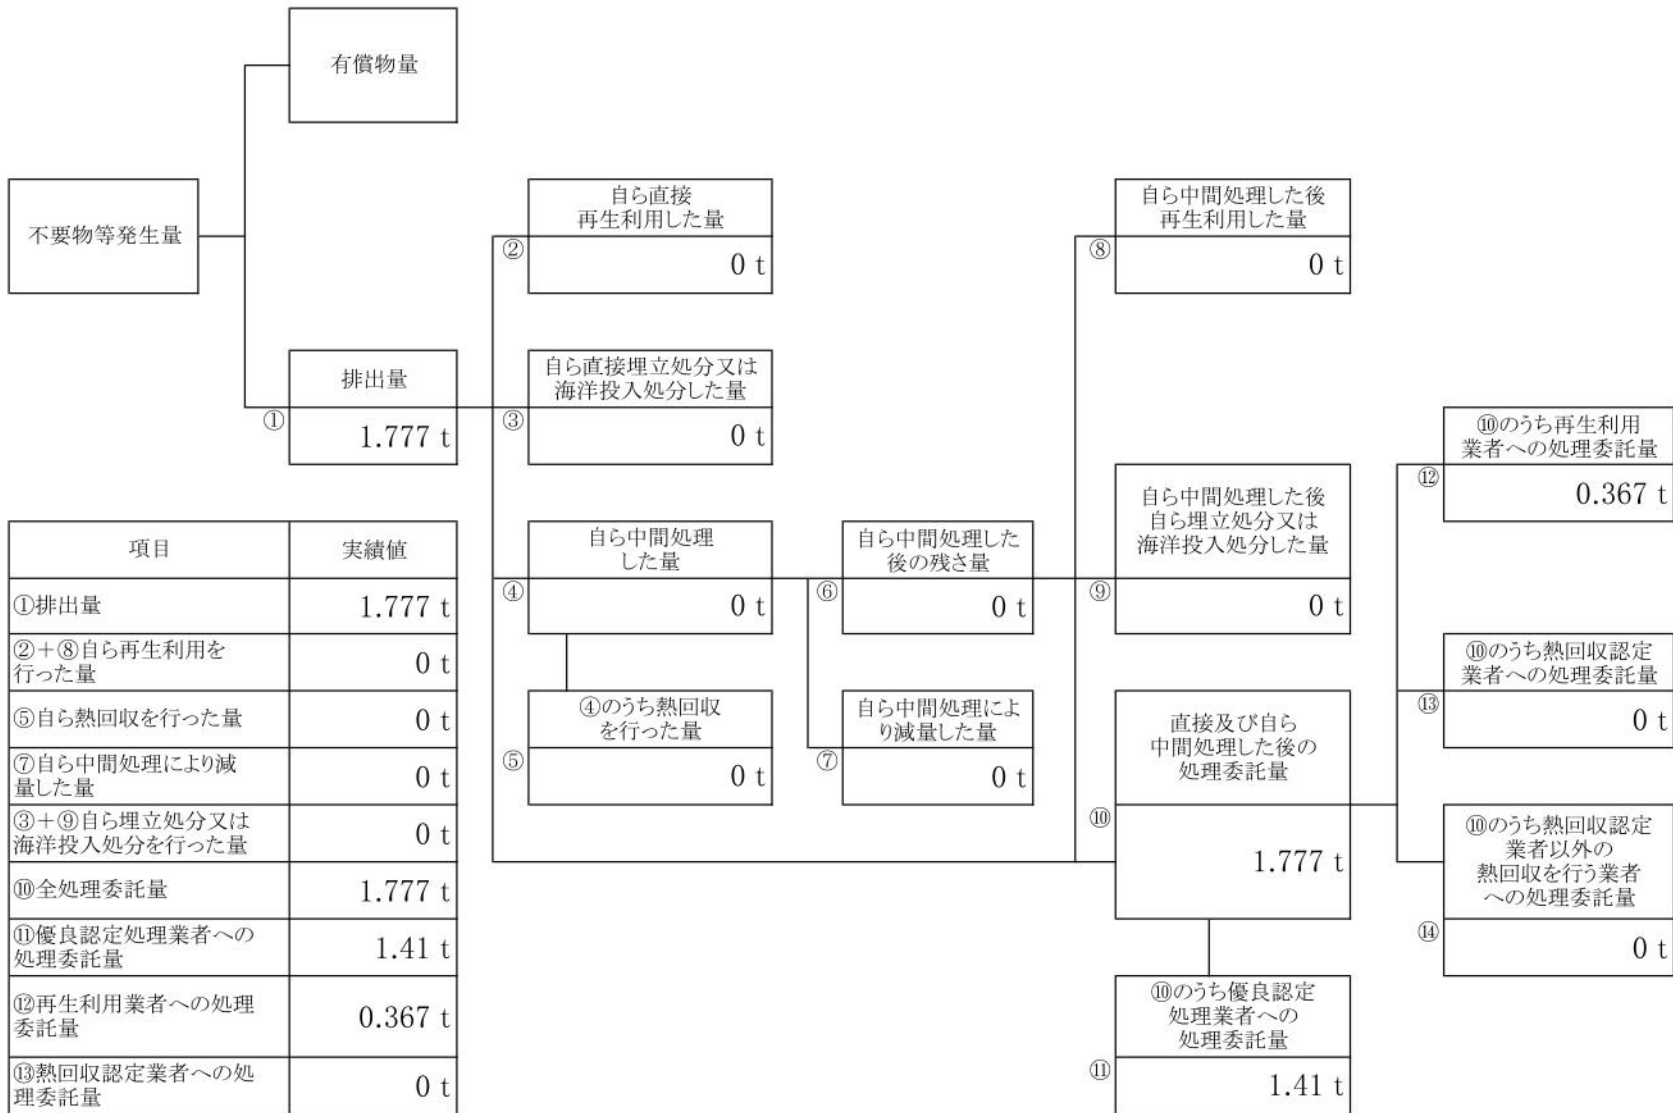 有償物量
不要物等発生量
自ら直接
再生利用した量
②
0 t
自ら中間処理した後
再生利用した量
⑧
0 t
排出量
①
1.777 t
自ら直接埋立処分又は
海洋投入処分した量
③
0 t
⑩のうち再生利用
業者への処理委託量
⑫
0.367 t
自ら中間処理
した量
④
0 t
自ら中間処理した
後の残さ量
⑥
0 t
自ら中間処理した後
自ら埋立処分又は
海洋投入処分した量
⑨
0 t
⑩のうち熱回収認定
業者への処理委託量
⑬
0 t
④のうち熱回収
を行った量
⑤
0 t
自ら中間処理によ
り減量した量
⑦
0 t
直接及び自ら
中間処理した後の
処理委託量
⑩
1.777 t
⑩のうち熱回収認定
業者以外の
熱回収を行う業者
への処理委託量
⑭
0 t
⑩のうち優良認定
処理業者への
処理委託量
⑪
1.41 t
項目 実績値
①排出量 1.777 t
②+⑧自ら再生利用を
行った量 0 t
⑤自ら熱回収を行った量 0 t
⑦自ら中間処理により減
量した量 0 t
③+⑨自ら埋立処分又は
海洋投入処分を行った量 0 t
⑩全処理委託量 1.777 t
⑪優良認定処理業者への
処理委託量 1.41 t
⑫再生利用業者への処理
委託量 0.367 t
⑬熱回収認定業者への処
理委託量 0 t